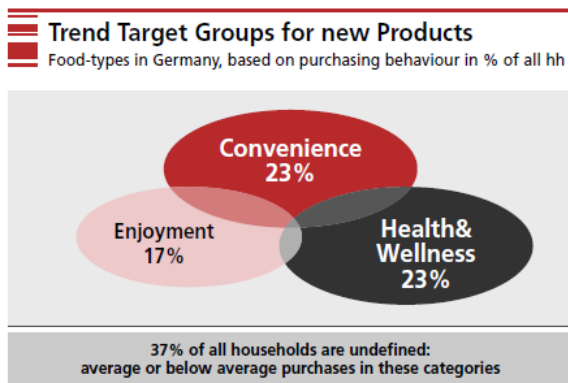 Trend Target Groups for new Products
Food-types in Germany, based on purchasing behaviour in % of all hh
Convenience
23%
Enjoyment
17%
Health&
Wellness
23%
37% of all households are undefined:
average or below average purchases in these categories